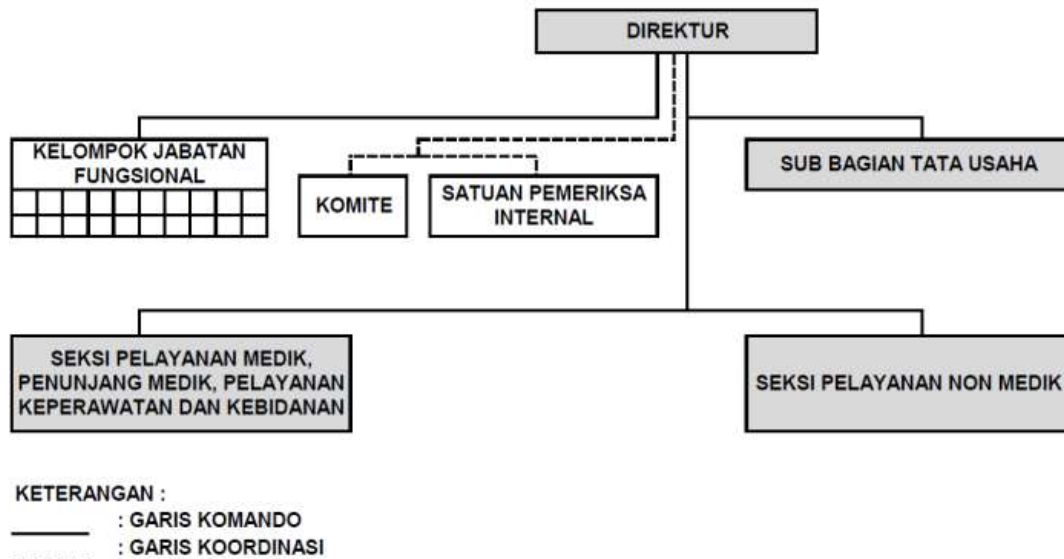 DIREKTUR
KELOMPOK JABATAN
FUNGSIONAL
KOMITE
SATUAN PEMERIKSA
INTERNAL
SUB BAGIAN TATA USAHA
SEKSI PELAYANAN MEDIK,
PENUNJANG MEDIK, PELAYANAN
KEPERAWATAN DAN KEBIDANAN
SEKSI PELAYANAN NON MEDIK
KETERANGAN :
: GARIS KOMANDO
: GARIS KOORDINASI